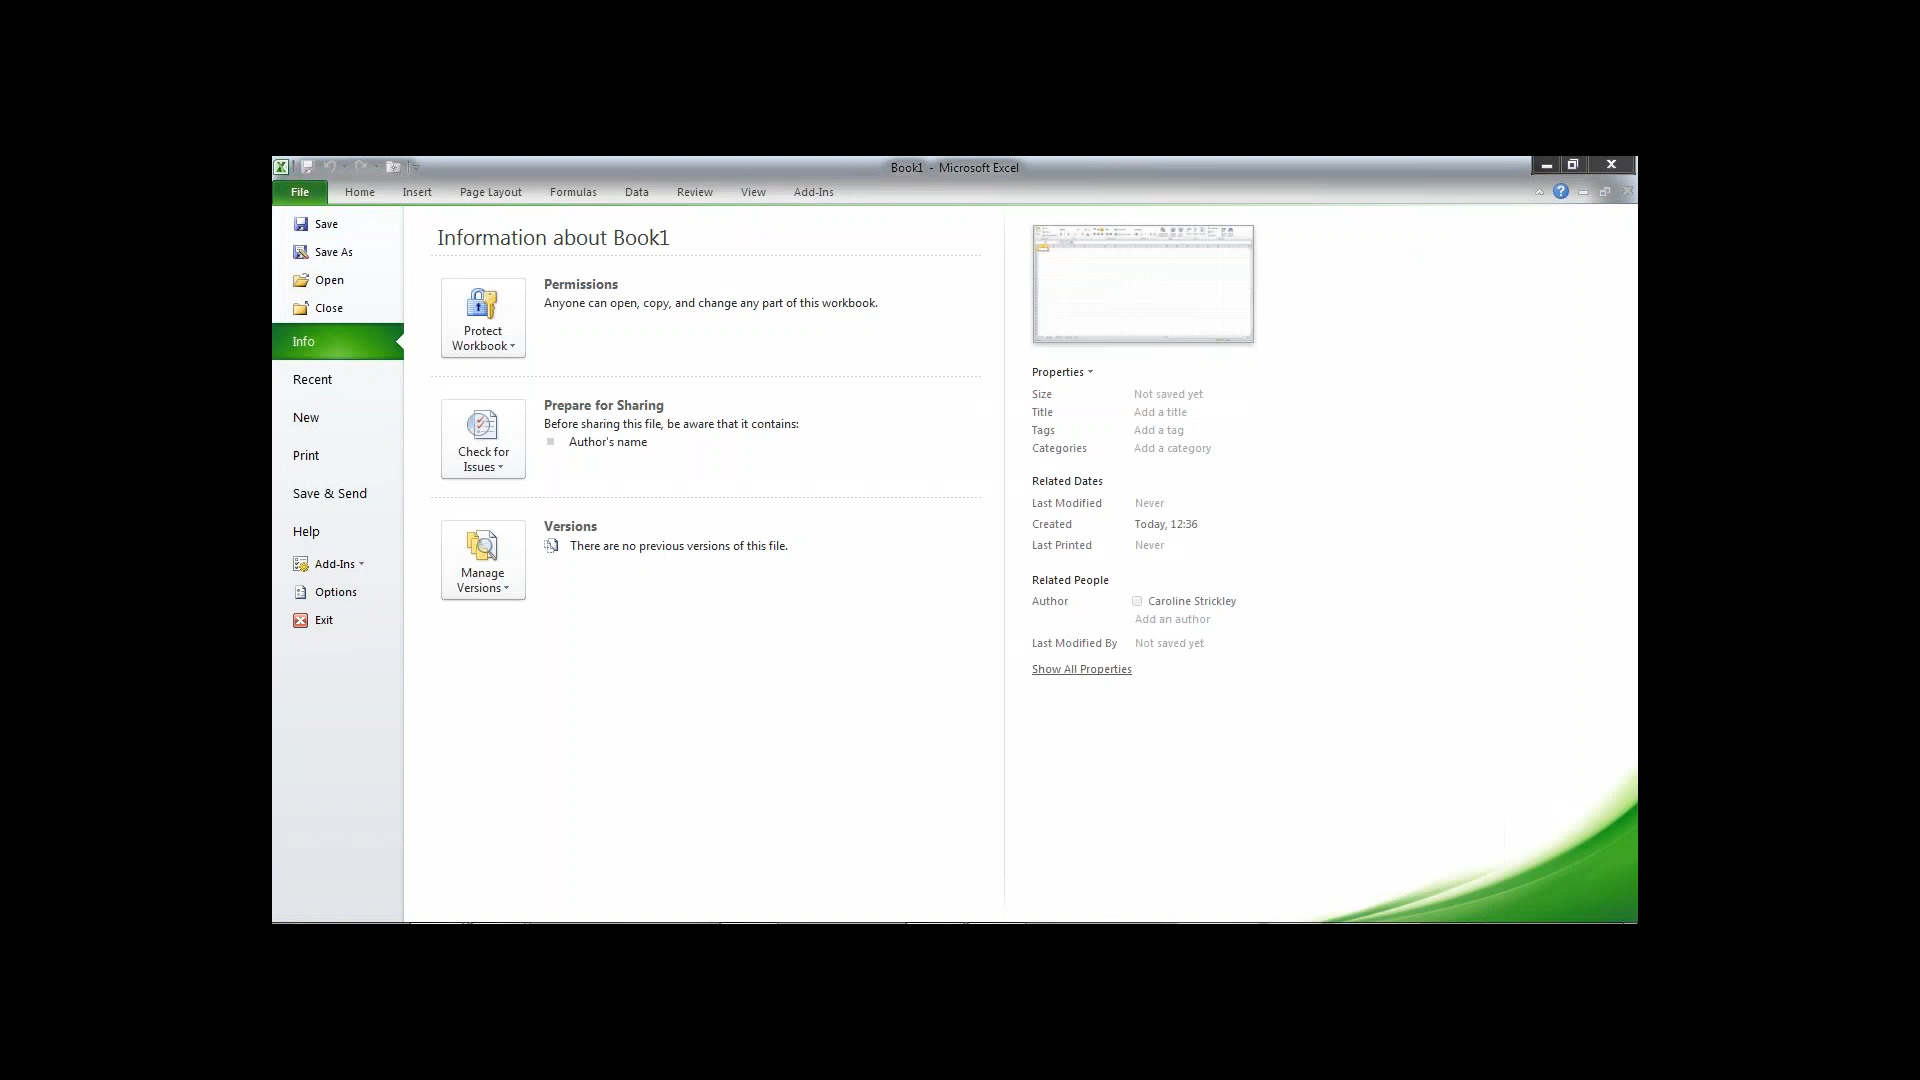 Book1 - Microsoft Excel
File Home Insert Page Layout Formulas Data Review View Add-Ins
Save
Save As
Open
Close
Info
Recent
New
Print
Save & Send
Help
Add-Ins
Options
Exit
Information about Book1
Protect
Workbook
Permissions
Anyone can open, copy, and change any part of this workbook.
Check for
Issues
Prepare for Sharing
Before sharing this file, be aware that it contains:
Author's name
Manage
Versions
Versions
There are no previous versions of this file.
Properties
Size Not saved yet
Title Add a title
Tags Add a tag
Categories Add a category
Related Dates
Last Modified Never
Created Today, 12:36
Last Printed Never
Related People
Author Caroline Strickley
Add an author
Last Modified By Not saved yet
Show All Properties